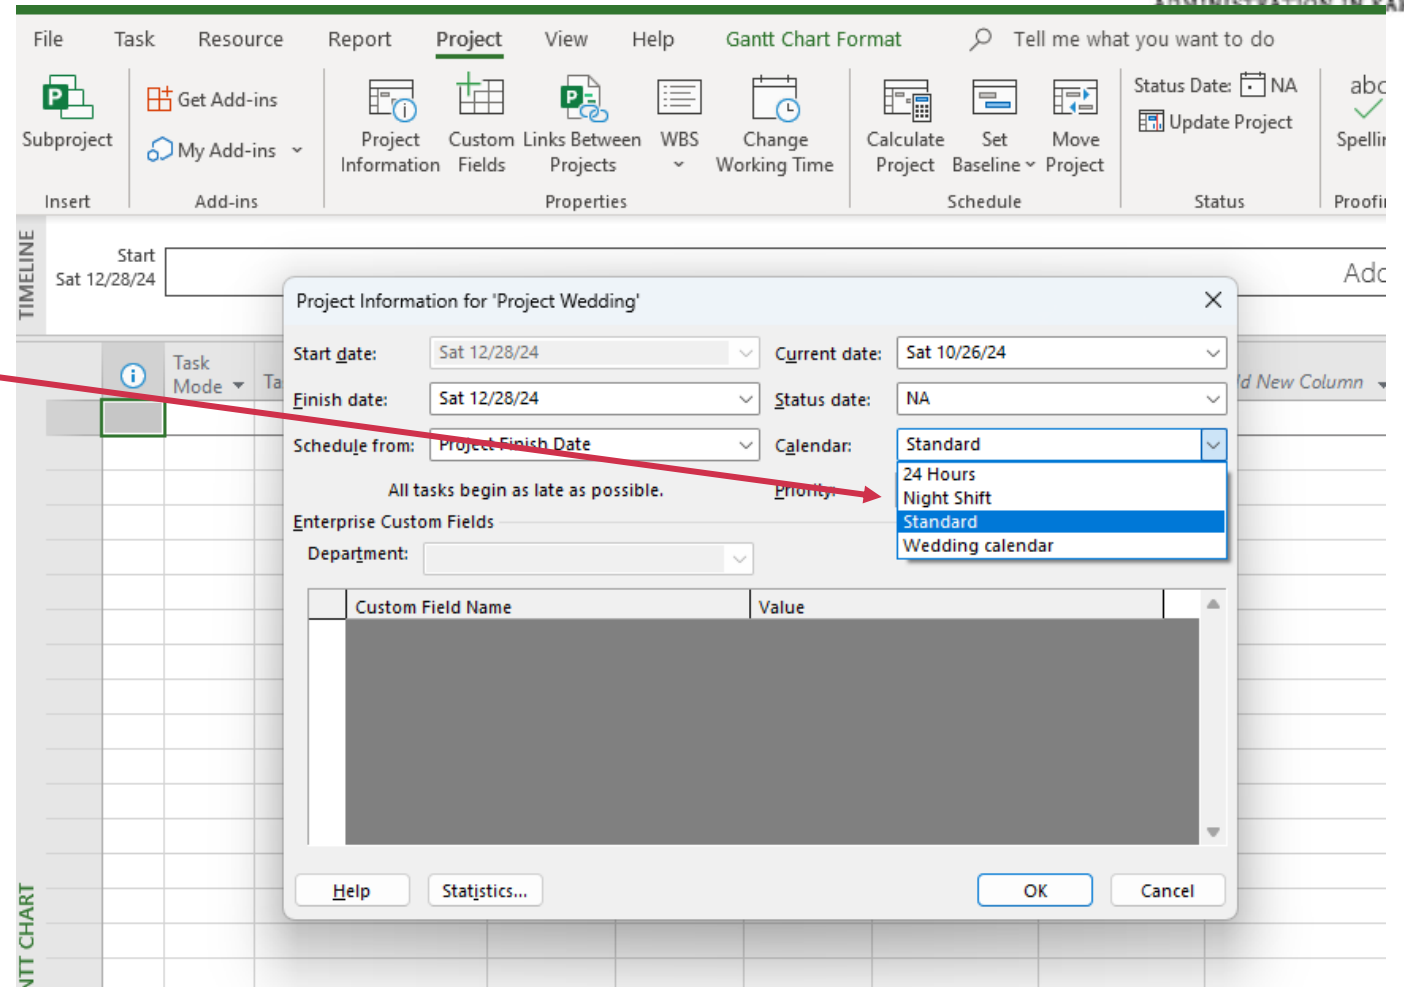 File Task Resource Report Project View Help Gantt Chart Format Tell me what you want to do
Subproject
Get Add-ins
My Add-ins
Project Information
Custom Fields
Links Between Projects
WBS
Change Working Time
Calculate Project
Set Baseline
Move Project
Status Date: NA
Update Project
abc
Insert Add-ins Properties Schedule Status
TIMELINE
Start
Sat 12/28/24
Project Information for 'Project Wedding'
Start date: Sat 12/28/24 Current date: Sat 10/26/24
Task
Mode
New Column
Finish date: Sat 12/28/24 Status date: NA
Schedule from: Project Finish Date Calendar: Standard
24 Hours
All tasks begin as late as possible. Priority: Night Shift
Enterprise Custom Fields Standard
Department: Wedding calendar
Custom Field Name Value
Help Statistics... OK Cancel
CHART